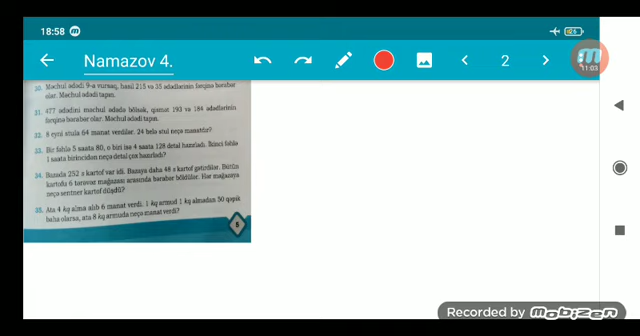 18:58
Namazov 4.
2
11:03
30. Məchul ədədi 9-a vursaq, hasil 215 və 35 ədədlərinin fərqinə bərabər
olar. Məchul ədədi tapın.
31. 477 ədədini məchul ədədə bölsək, qismət 193 və 184 ədədlərinin
fərqinə bərabər olar. Məchul ədədi tapın.
32. 8 eyni stula 64 manat verdilər. 24 belə stul neçə manatdır?
33. Bir fəhlə 5 saata 80, o biri isə 4 saata 128 detal hazırladı. İkinci fəhlə
1 saata birincidən neçə detal çox hazırladı?
34. Bazada 252 s kartof var idi. Bazaya daha 48 s kartof gətirdilər. Bütün
kartofu 6 tərəvəz mağazası arasında bərabər böldülər. Hər mağazaya
neçə sentner kartof düşdü?
35. Ata 4 kq alma alıb 6 manat verdi. 1 kq armud 1 kq almadan 50 qəpik
baha olarsa, ata 8 kq armuda neçə manat verdi?
5
Recorded by Mobizen